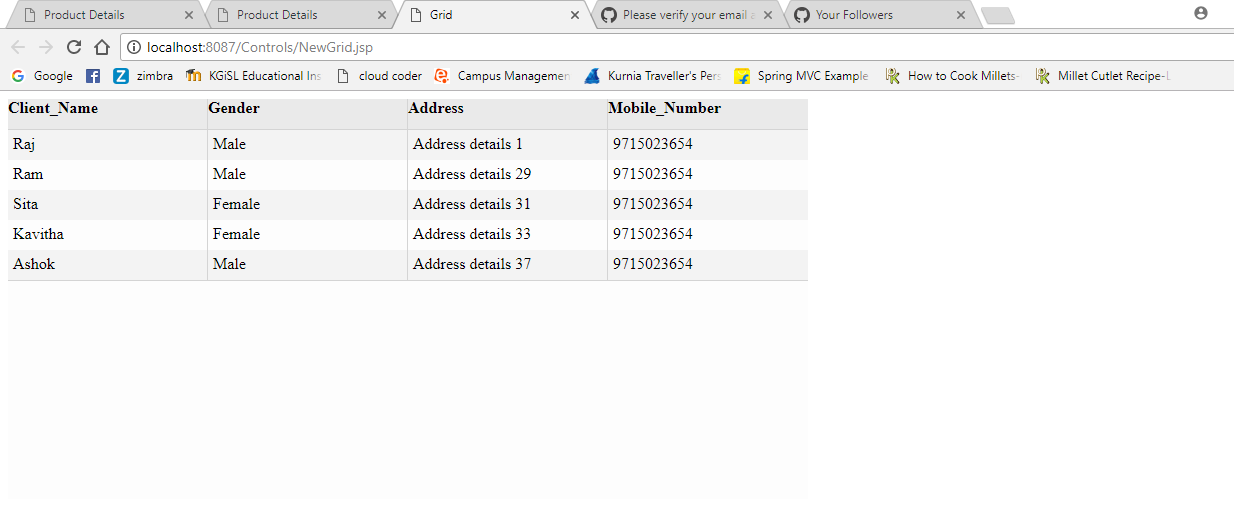 Product Details Product Details Grid Please verify your email a Your Followers
localhost:8087/Controls/NewGrid.jsp
Google zimbra KGiSL Educational Ins cloud coder Campus Managemen Kurnia Traveller's Pers Spring MVC Example How to Cook Millets- Millet Cutlet Recipe-L
Client_Name Gender Address Mobile_Number
Raj Male Address details 1 9715023654
Ram Male Address details 29 9715023654
Sita Female Address details 31 9715023654
Kavitha Female Address details 33 9715023654
Ashok Male Address details 37 9715023654